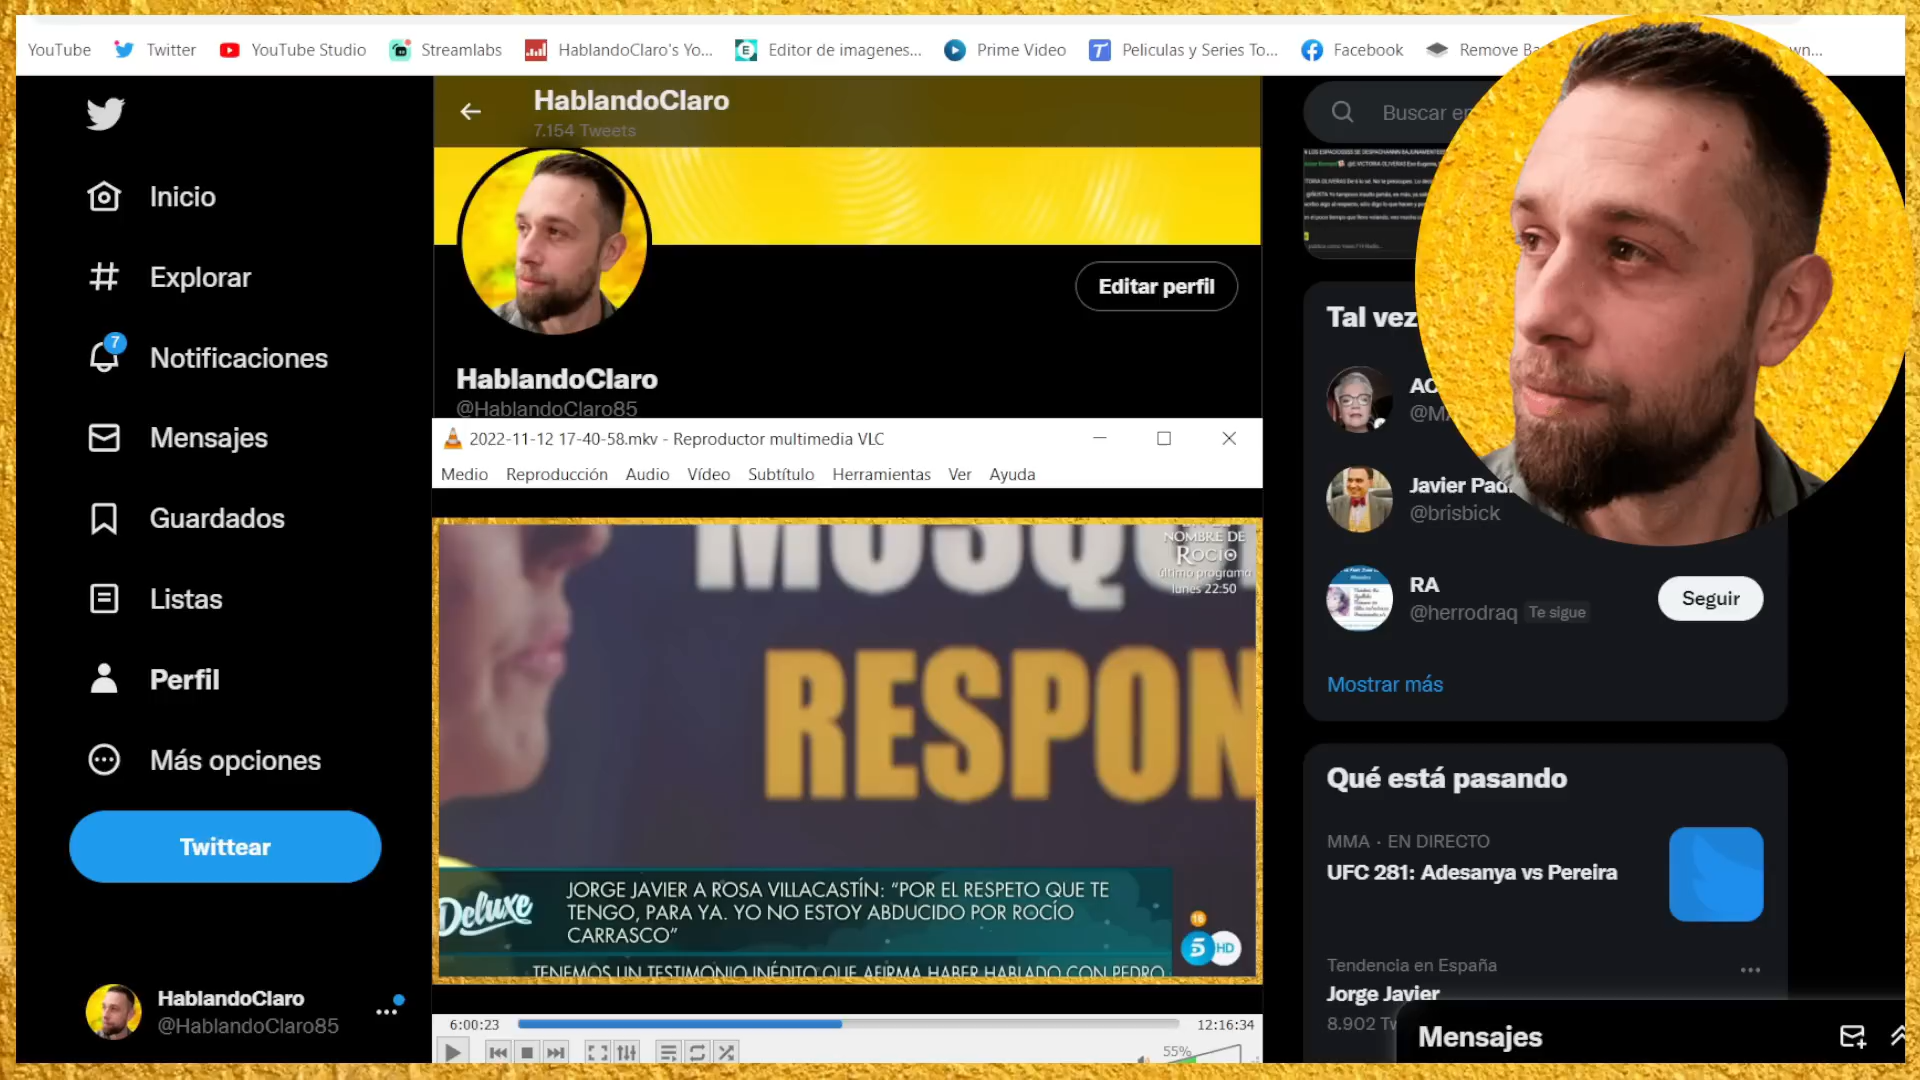 YouTube Twitter YouTube Studio Streamlabs HablandoClaro's Yo... Editor de imagenes... Prime Video Peliculas y Series To... Facebook Remove Ba
HablandoClaro
7.154 Tweets
Buscar en
Inicio
Explorar
7
Notificaciones
Mensajes
Guardados
Listas
Perfil
Más opciones
Twittear
HablandoClaro
@HablandoClaro85
Editar perfil
HablandoClaro
@HablandoClaro85
2022-11-12 17-40-58.mkv - Reproductor multimedia VLC
Medio Reproducción Audio Vídeo Subtítulo Herramientas Ver Ayuda
NOMBRE DE
ROCÍO
último programa
lunes 22:50
RESPON
Deluxe
JORGE JAVIER A ROSA VILLACASTÍN: “POR EL RESPETO QUE TE
TENGO, PARA YA. YO NO ESTOY ABDUCIDO POR ROCÍO
CARRASCO”
TENEMOS UN TESTIMONIO INÉDITO QUE AFIRMA HABER HABLADO CON PEDRO
16
5 HD
6:00:23 12:16:34
55%
Tal vez
AC
Javier Pad
@brisbick
RA
@herrodraq Te sigue
Seguir
Mostrar más
Qué está pasando
MMA · EN DIRECTO
UFC 281: Adesanya vs Pereira
Tendencia en España
Jorge Javier
8.902 Tw
Mensajes